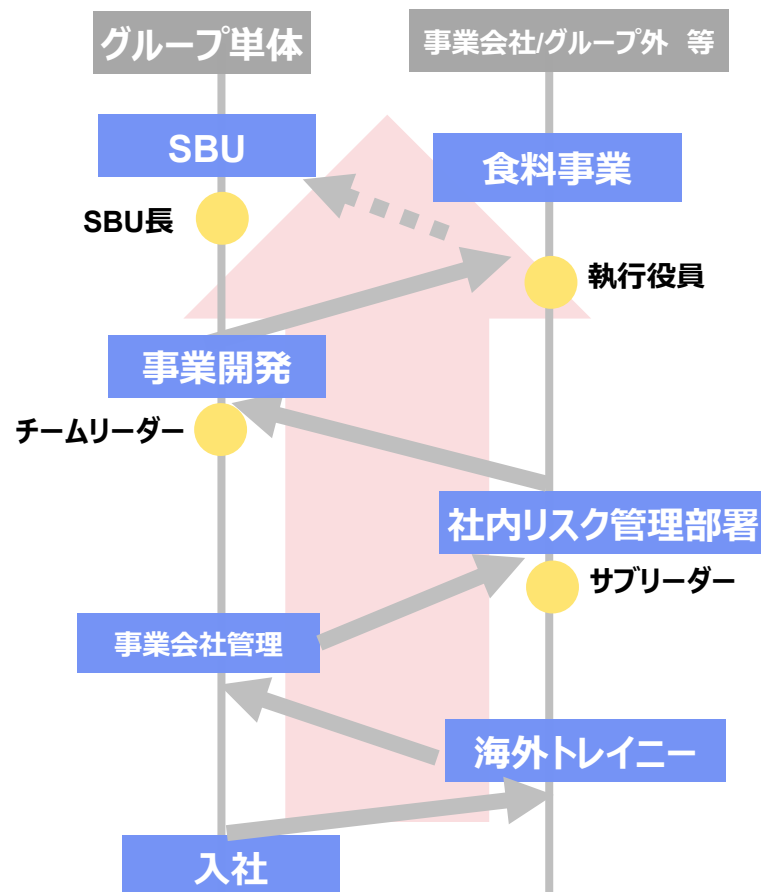 グループ単体
事業会社/グループ外 等
SBU
食料事業
SBU長
執行役員
事業開発
チームリーダー
社内リスク管理部署
サブリーダー
事業会社管理
海外トレイニー
入社